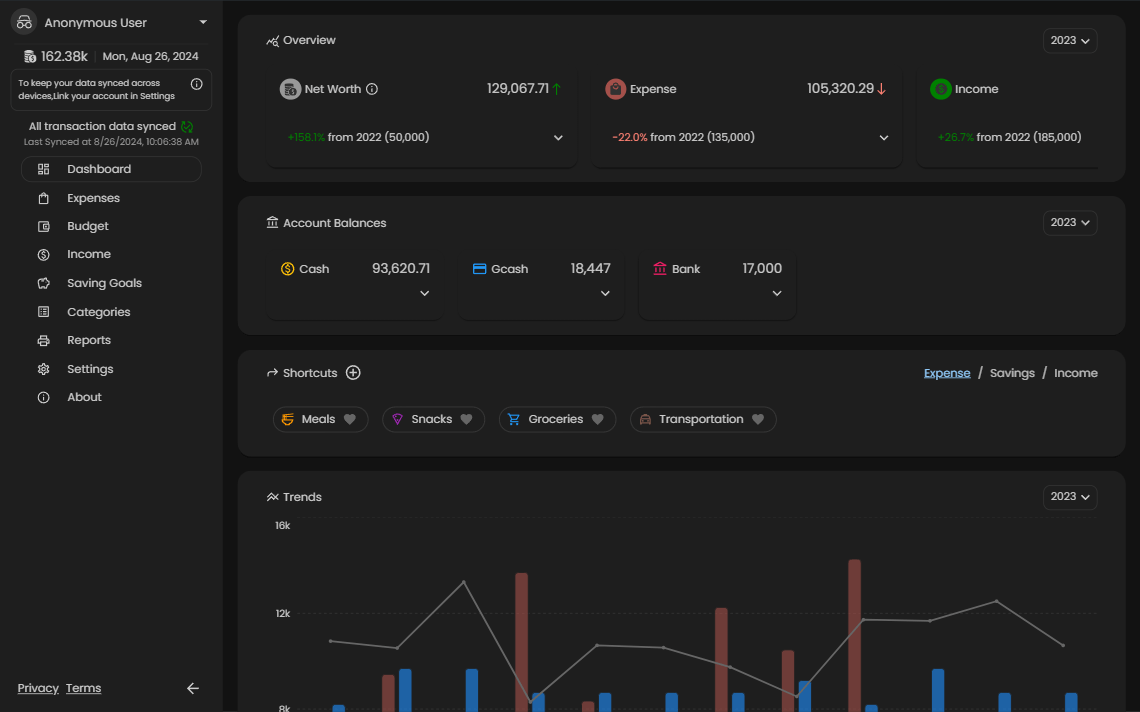 Anonymous User
162.38k
Mon, Aug 26, 2024
To keep your data synced across
devices,Link your account in Settings
All transaction data synced
Last Synced at 8/26/2024, 10:06:38 AM
Dashboard
Expenses
Budget
Income
Saving Goals
Categories
Reports
Settings
About
Privacy Terms
Overview
2023
Net Worth
129,067.71
+158.1% from 2022 (50,000)
Expense
105,320.29
-22.0% from 2022 (135,000)
Income
+26.7% from 2022 (185,000)
Account Balances
2023
Cash
93,620.71
Gcash
18,447
Bank
17,000
Shortcuts
Expense / Savings / Income
Meals
Snacks
Groceries
Transportation
Trends
2023
16k
12k
8k